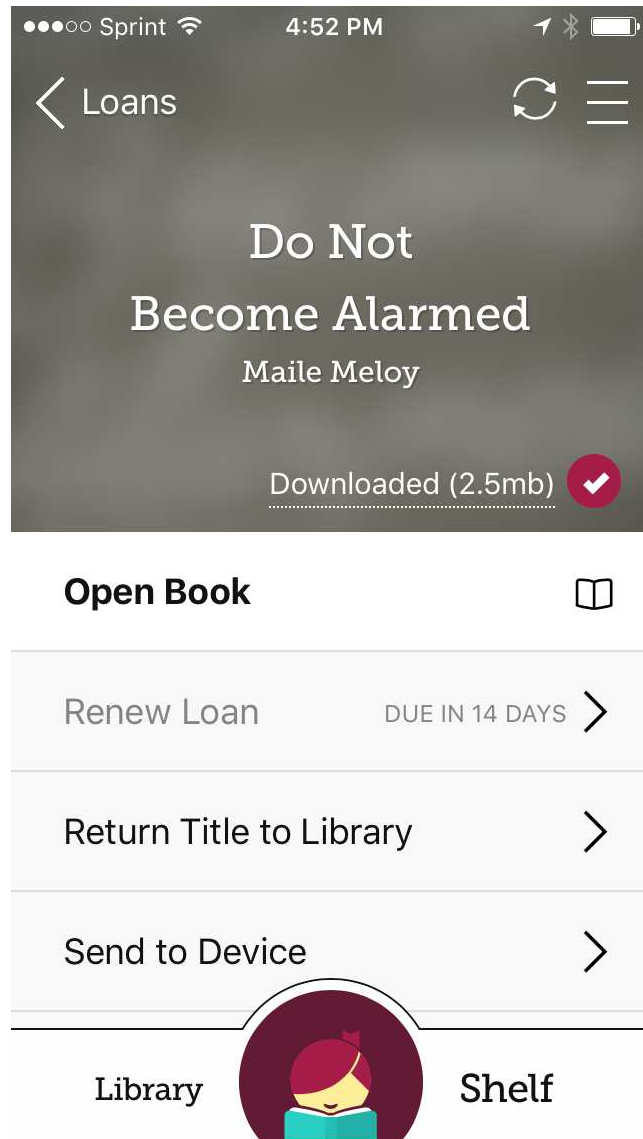 Sprint 4:52 PM
Loans
Do Not
Become Alarmed
Maile Meloy
Downloaded (2.5mb)
Open Book
Renew Loan DUE IN 14 DAYS
Return Title to Library
Send to Device
Library Shelf